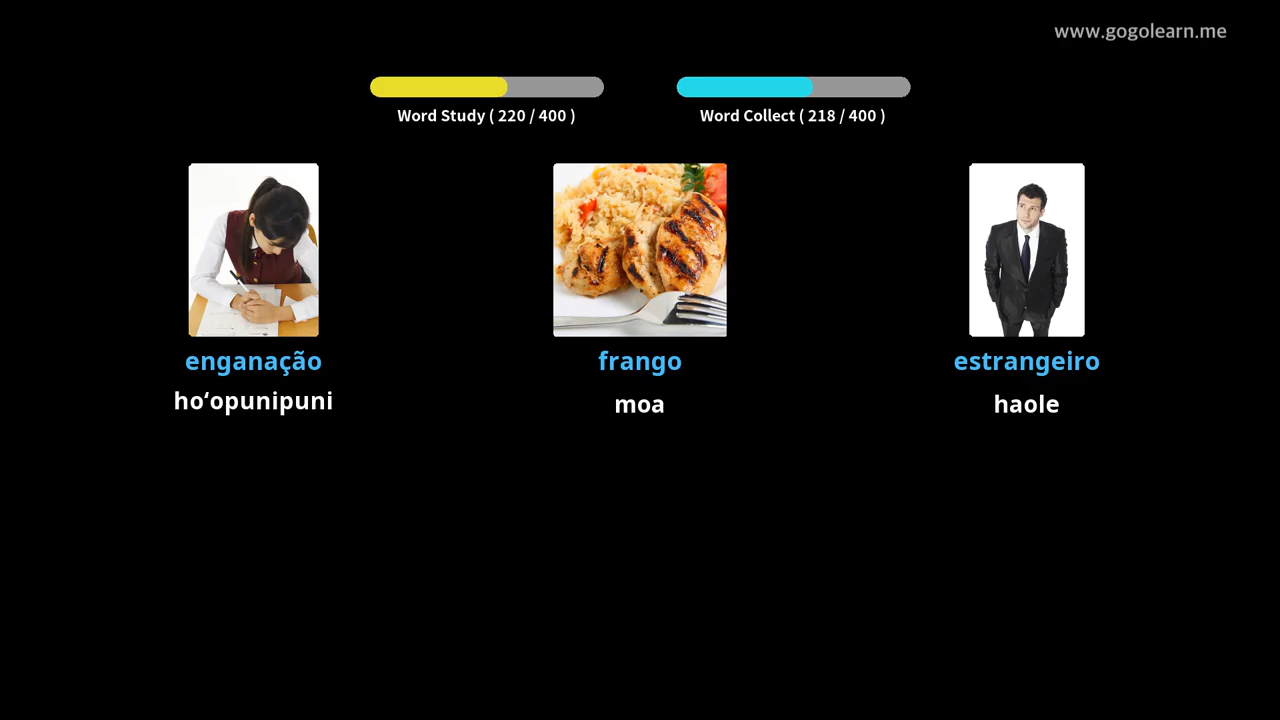 www.gogolearn.me
Word Study ( 220 / 400 )
Word Collect ( 218 / 400 )
enganação
frango
estrangeiro
hoʻopunipuni
moa
haole